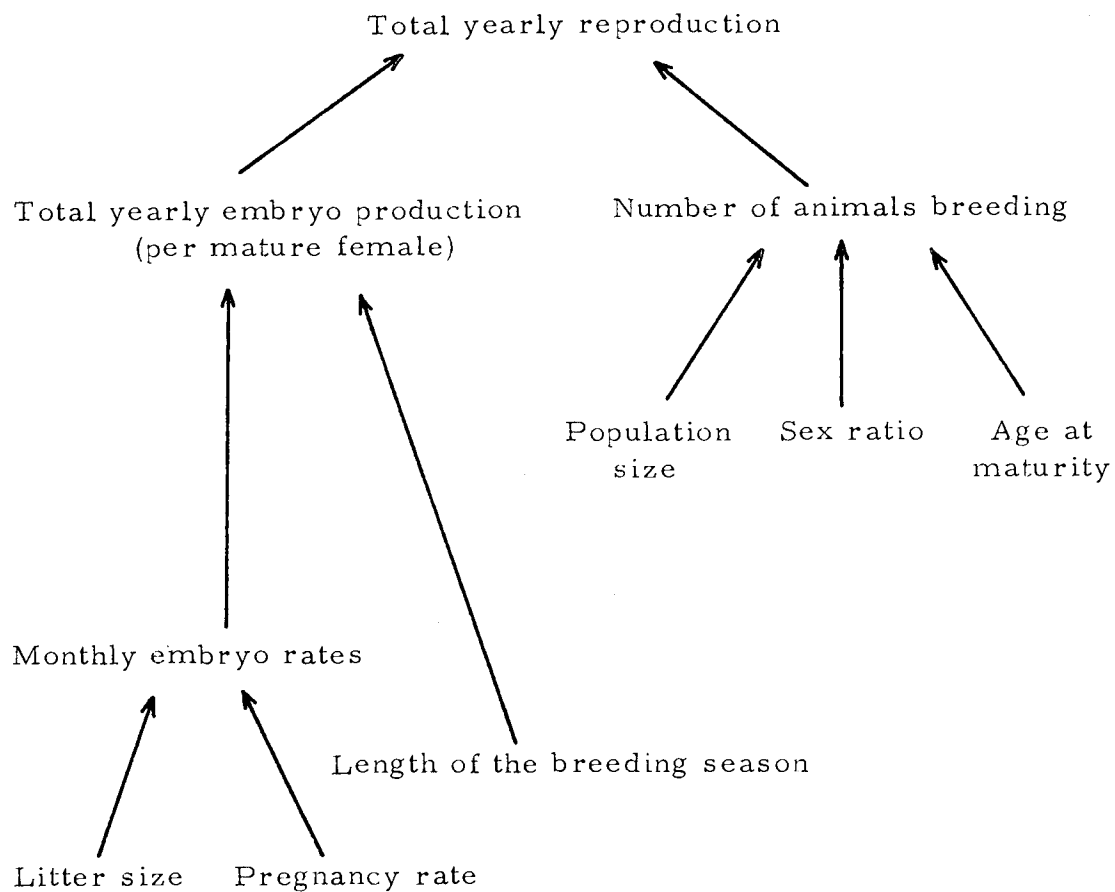 Total yearly reproduction
Total yearly embryo production
(per mature female)
Number of animals breeding
Population
size
Sex ratio
Age at
maturity
Monthly embryo rates
Length of the breeding season
Litter size
Pregnancy rate